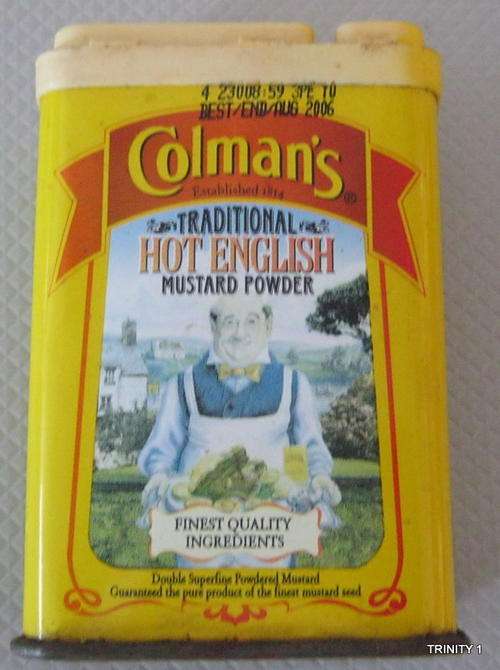 4 23008:59 3PE TO
BEST/END/AUG 2006
Colman's
Established 1814
®
TRADITIONAL
HOT ENGLISH
MUSTARD POWDER
FINEST QUALITY
INGREDIENTS
Double Superfine Powdered Mustard
Guaranteed the pure product of the finest mustard seed
TRINITY 1